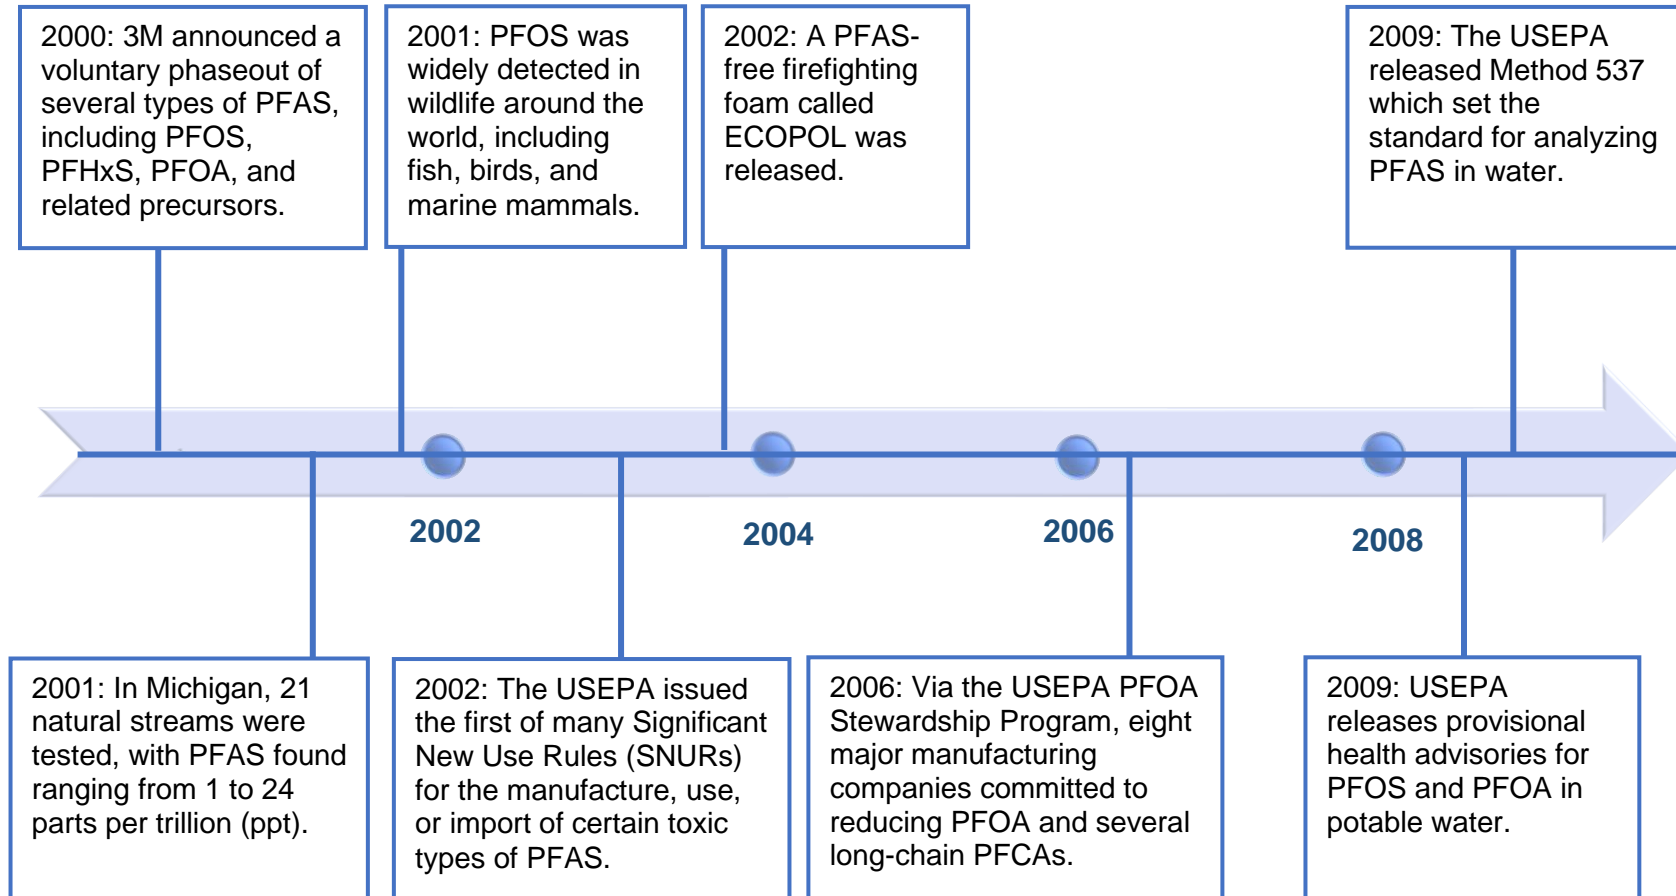 2000: 3M announced a
voluntary phaseout of
several types of PFAS,
including PFOS,
PFHxS, PFOA, and
related precursors.
2001: PFOS was
widely detected in
wildlife around the
world, including
fish, birds, and
marine mammals.
2002: A PFAS-
free firefighting
foam called
ECOPOL was
released.
2009: The USEPA
released Method 537
which set the
standard for analyzing
PFAS in water.
2002
2004
2006
2008
2001: In Michigan, 21
natural streams were
tested, with PFAS found
ranging from 1 to 24
parts per trillion (ppt).
2002: The USEPA issued
the first of many Significant
New Use Rules (SNURs)
for the manufacture, use,
or import of certain toxic
types of PFAS.
2006: Via the USEPA PFOA
Stewardship Program, eight
major manufacturing
companies committed to
reducing PFOA and several
long-chain PFCAs.
2009: USEPA
releases provisional
health advisories for
PFOS and PFOA in
potable water.